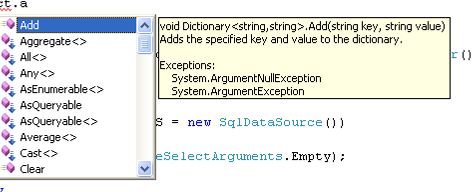 ct.a
Add
Aggregate<>
All<>
Any<>
AsEnumerable<>
AsQueryable
AsQueryable<>
Average<>
Cast<>
Clear
void Dictionary<string,string>.Add(string key, string value)
Adds the specified key and value to the dictionary.
Exceptions:
System.ArgumentNullException
System.ArgumentException
r()
S = new SqlDataSource())
eSelectArguments.Empty);